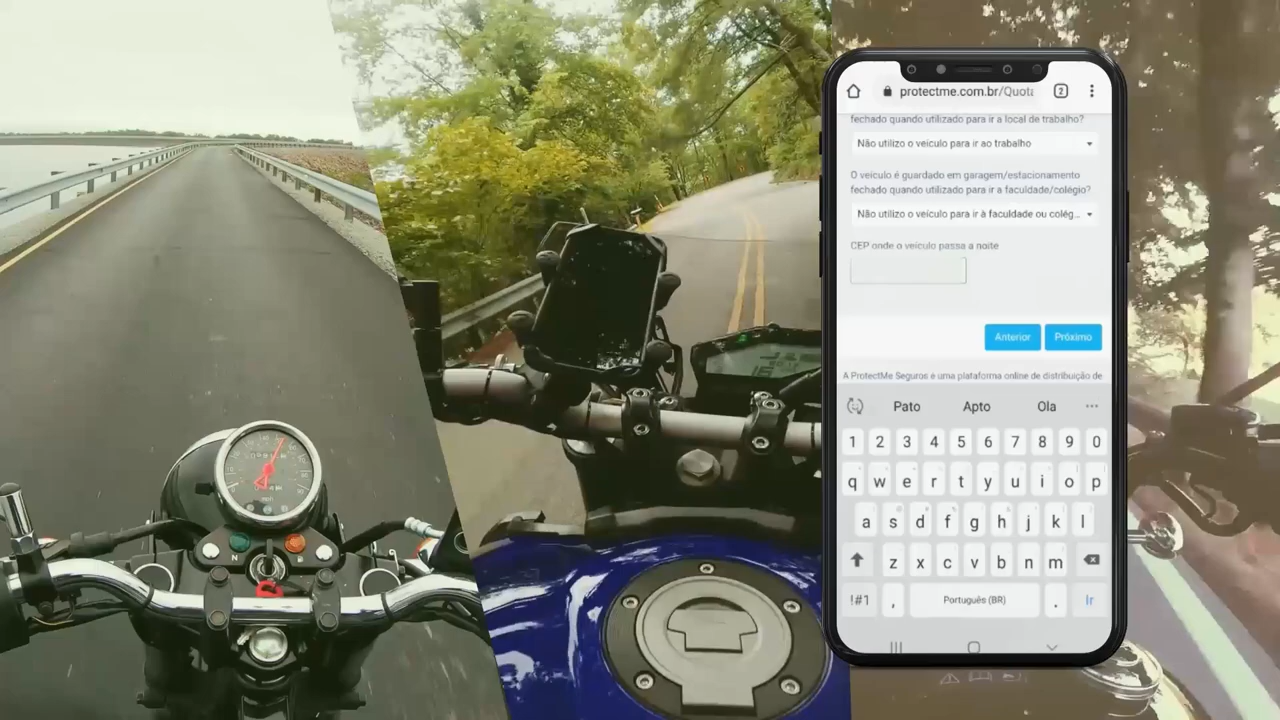 protectme.com.br/Quota
2
fechado quando utilizado para ir a local de trabalho?
Não utilizo o veículo para ir ao trabalho
O veículo é guardado em garagem/estacionamento
fechado quando utilizado para ir a faculdade/colégio?
Não utilizo o veículo para ir à faculdade ou colég...
CEP onde o veículo passa a noite
Anterior
Próximo
A ProtectMe Seguros é uma plataforma online de distribuição de
Pato Apto Ola ...
1 2 3 4 5 6 7 8 9 0
q w e r t y u i o p
a s d f g h j k l
z x c v b n m
!#1 , Português (BR) . Ir
N